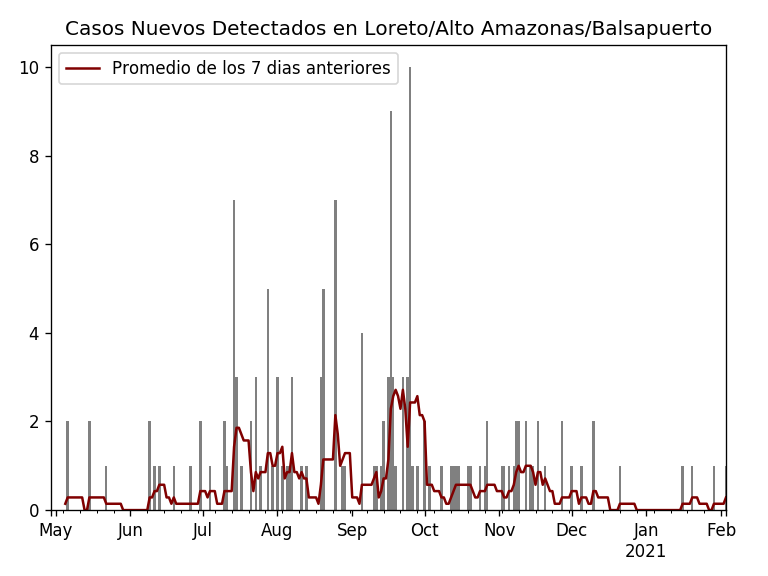 Casos Nuevos Detectados en Loreto/Alto Amazonas/Balsapuerto
Promedio de los 7 dias anteriores
10
8
6
4
2
0
May Jun Jul Aug Sep Oct Nov Dec Jan Feb
2021